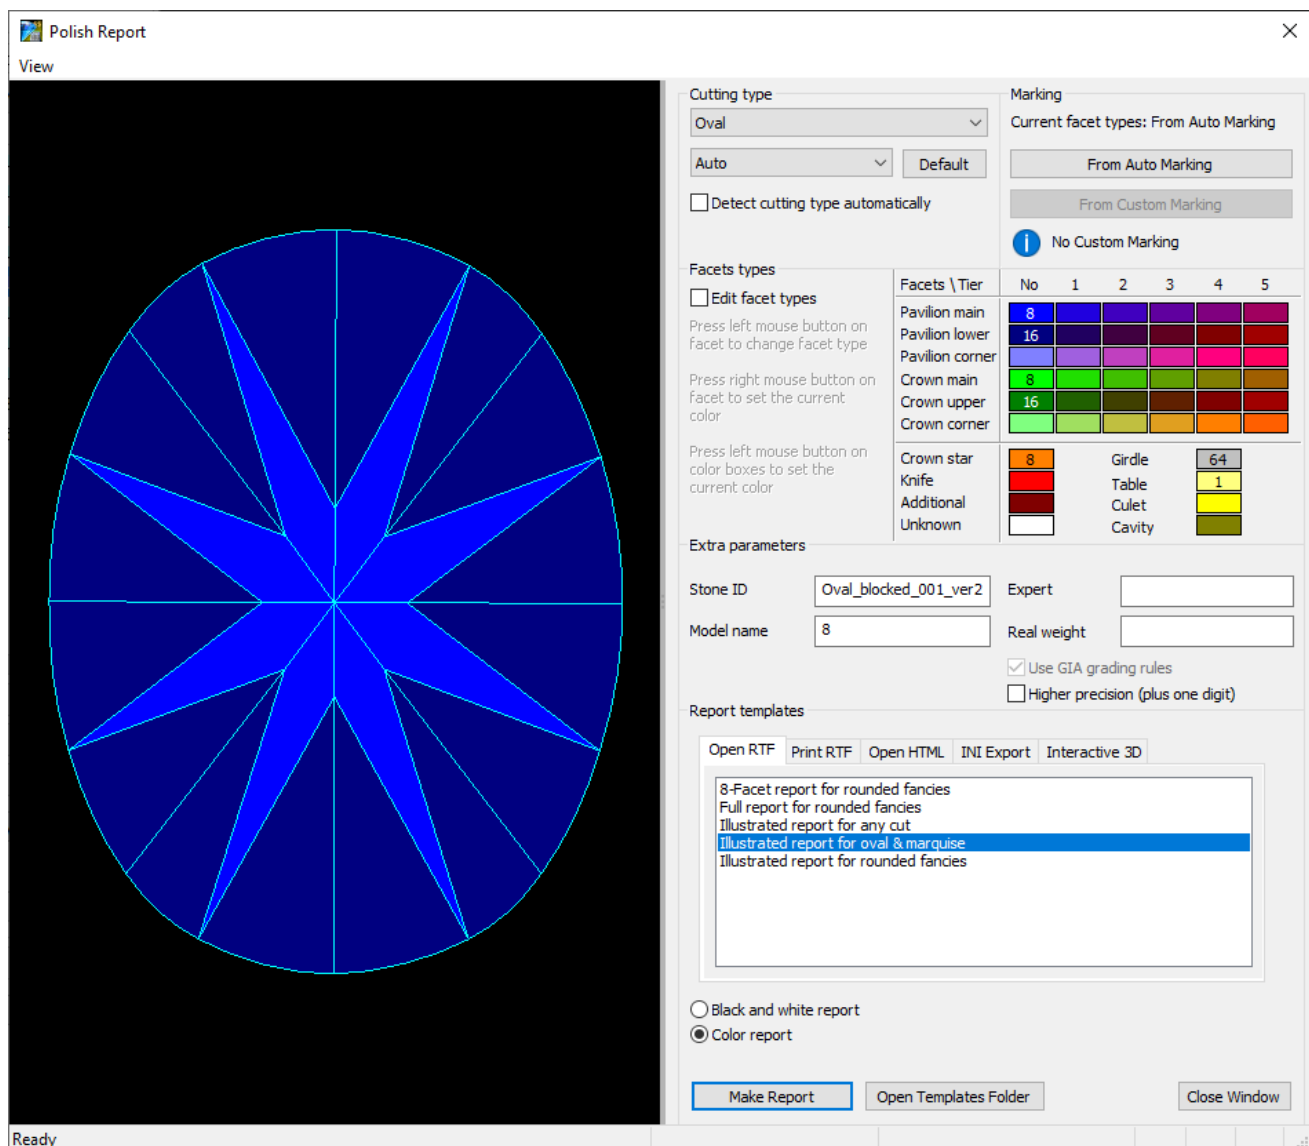 Polish Report
View
Cutting type
Oval
Auto
Default
Detect cutting type automatically
Marking
Current facet types: From Auto Marking
From Auto Marking
From Custom Marking
No Custom Marking
Facets types
Edit facet types
Press left mouse button on
facet to change facet type
Press right mouse button on
facet to set the current
color
Press left mouse button on
color boxes to set the
current color
Facets \ Tier No 1 2 3 4 5
Pavilion main 8
Pavilion lower 16
Pavilion corner
Crown main 8
Crown upper 16
Crown corner
Crown star 8 Girdle 64
Knife Table 1
Additional Culet
Unknown Cavity
Extra parameters
Stone ID Oval_blocked_001_ver2 Expert
Model name 8 Real weight
Use GIA grading rules
Higher precision (plus one digit)
Report templates
Open RTF Print RTF Open HTML INI Export Interactive 3D
8-Facet report for rounded fancies
Full report for rounded fancies
Illustrated report for any cut
Illustrated report for oval & marquise
Illustrated report for rounded fancies
Black and white report
Color report
Make Report Open Templates Folder Close Window
Ready